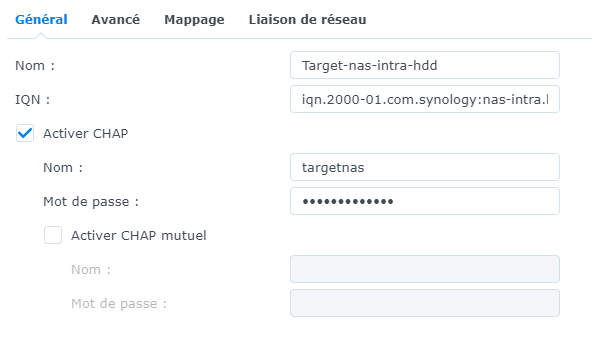 Général Avancé Mappage Liaison de réseau
Nom : Target-nas-intra-hdd
IQN : iqn.2000-01.com.synology:nas-intra.
Activer CHAP
Nom : targetnas
Mot de passe : •••••••••••••
Activer CHAP mutuel
Nom :
Mot de passe :